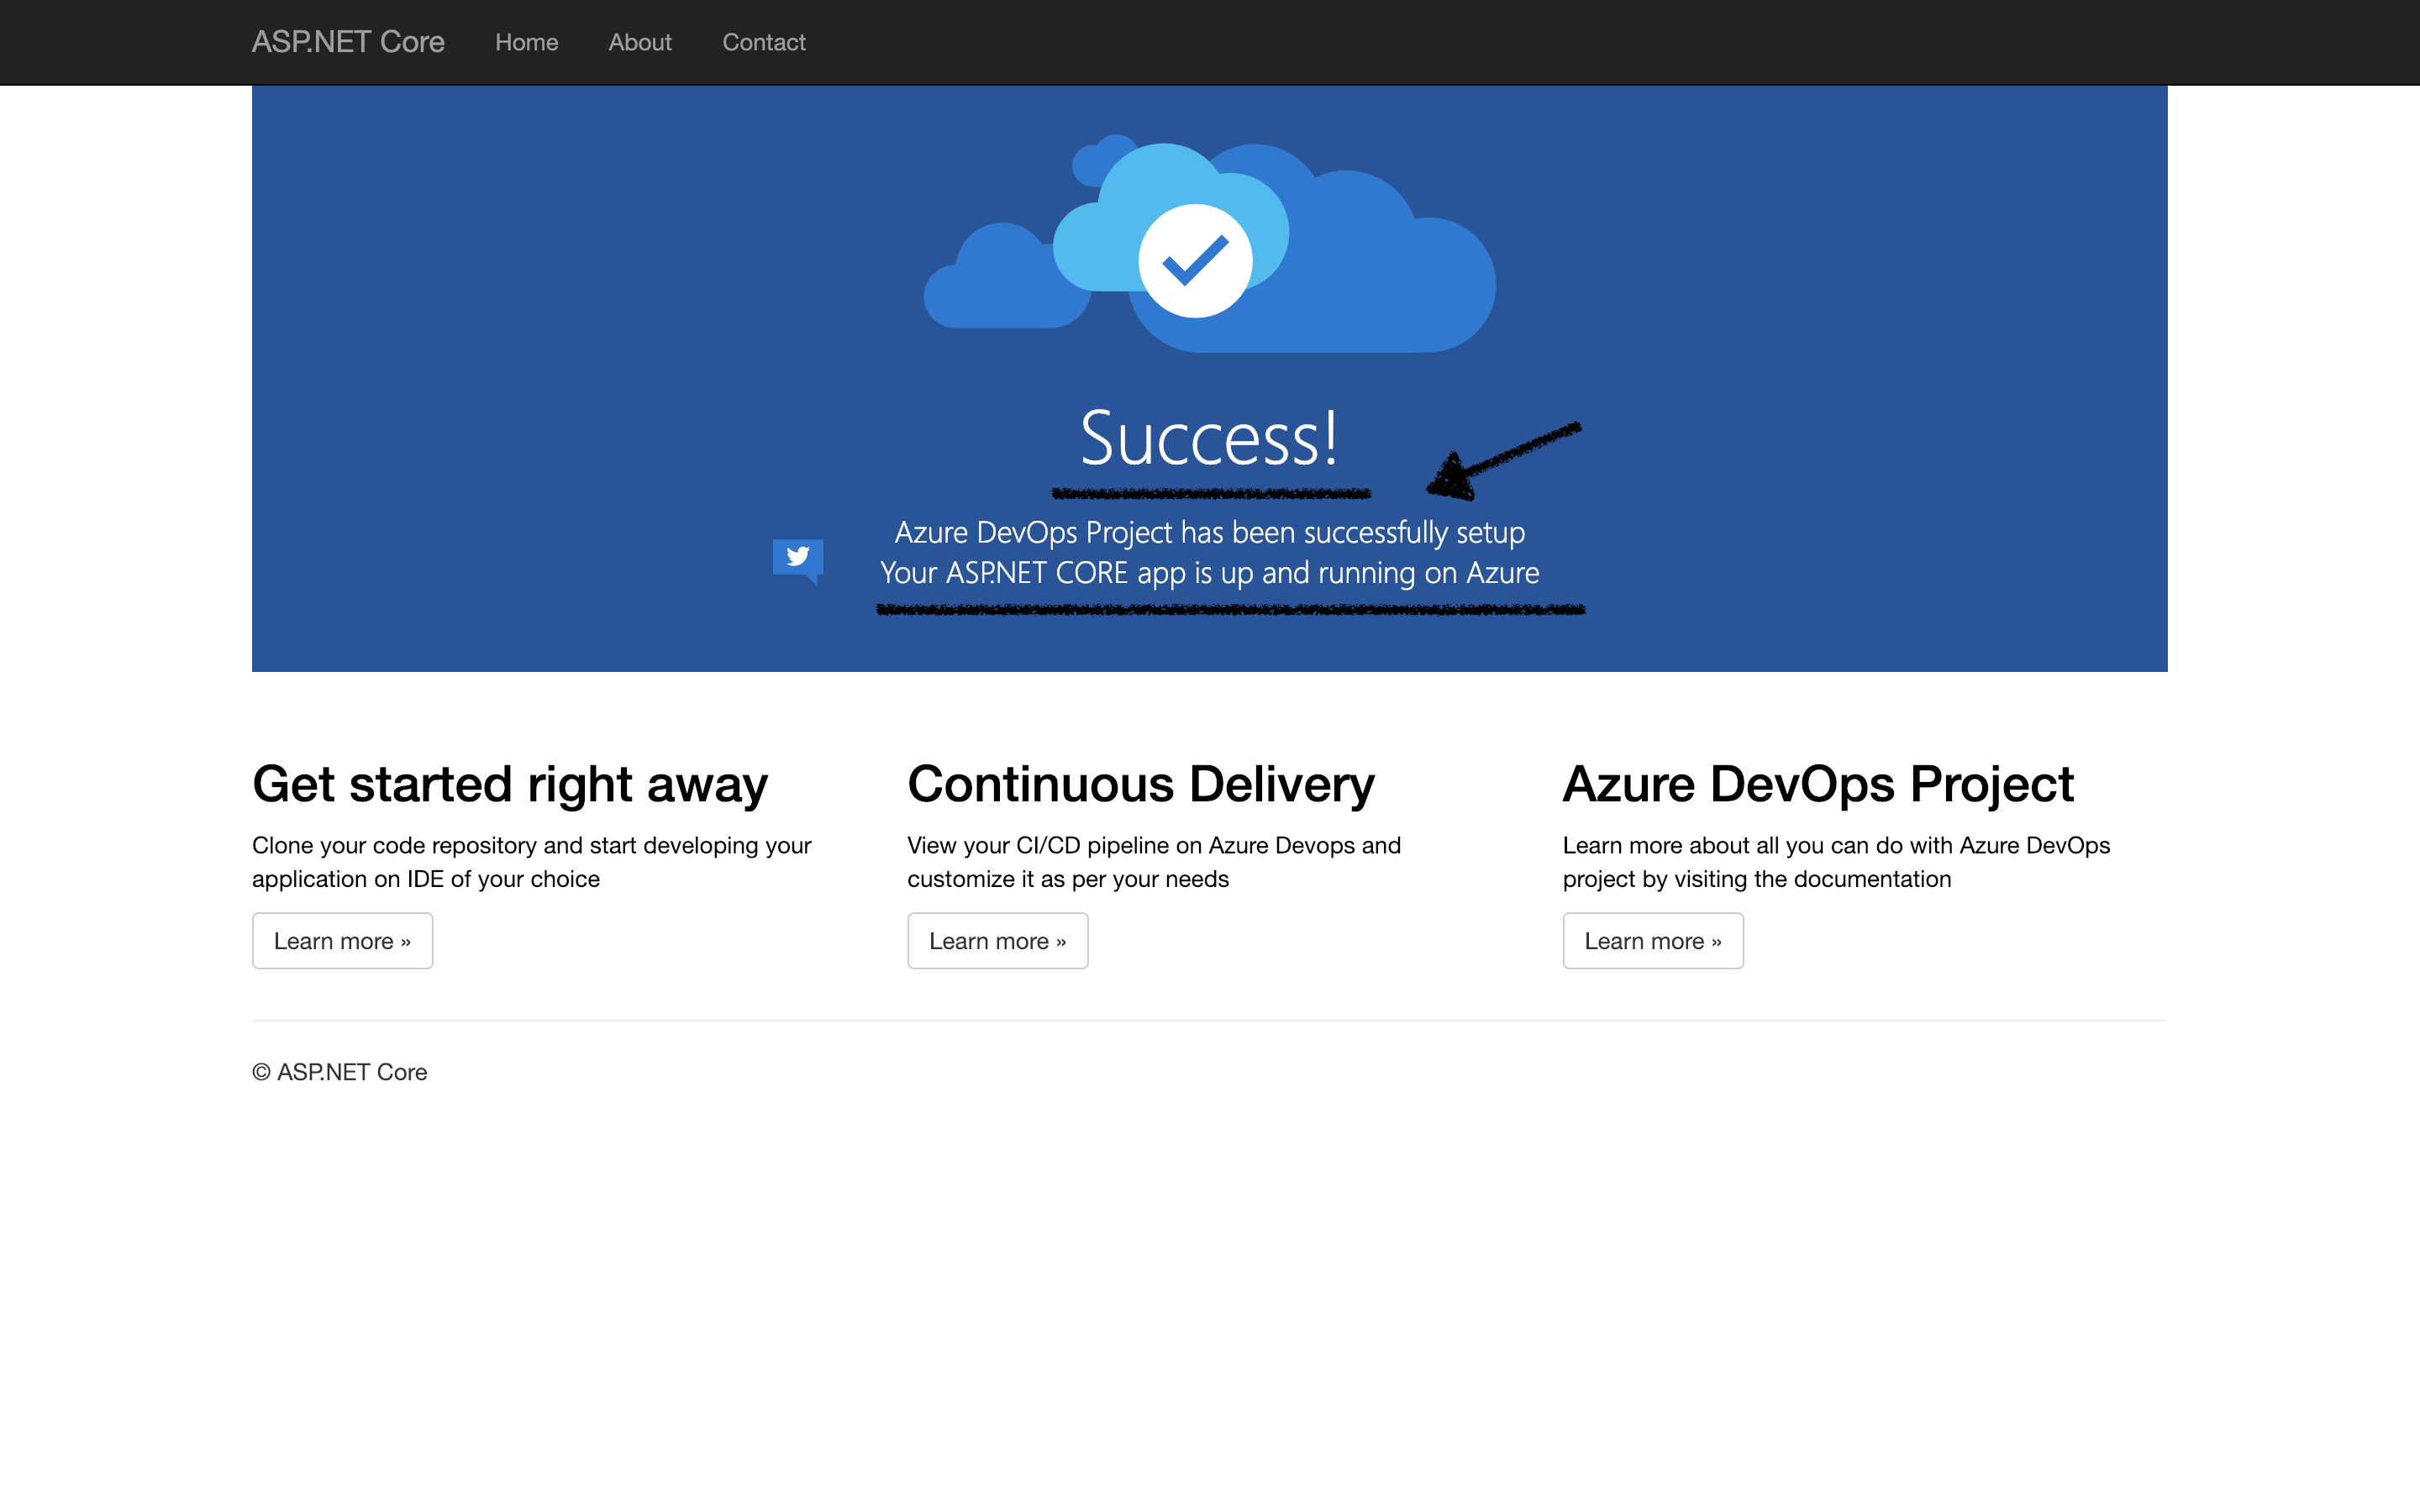 ASP.NET Core Home About Contact
Success!
Azure DevOps Project has been successfully setup
Your ASP.NET CORE app is up and running on Azure
Get started right away
Clone your code repository and start developing your
application on IDE of your choice
Learn more »
Continuous Delivery
View your CI/CD pipeline on Azure Devops and
customize it as per your needs
Learn more »
Azure DevOps Project
Learn more about all you can do with Azure DevOps
project by visiting the documentation
Learn more »
© ASP.NET Core